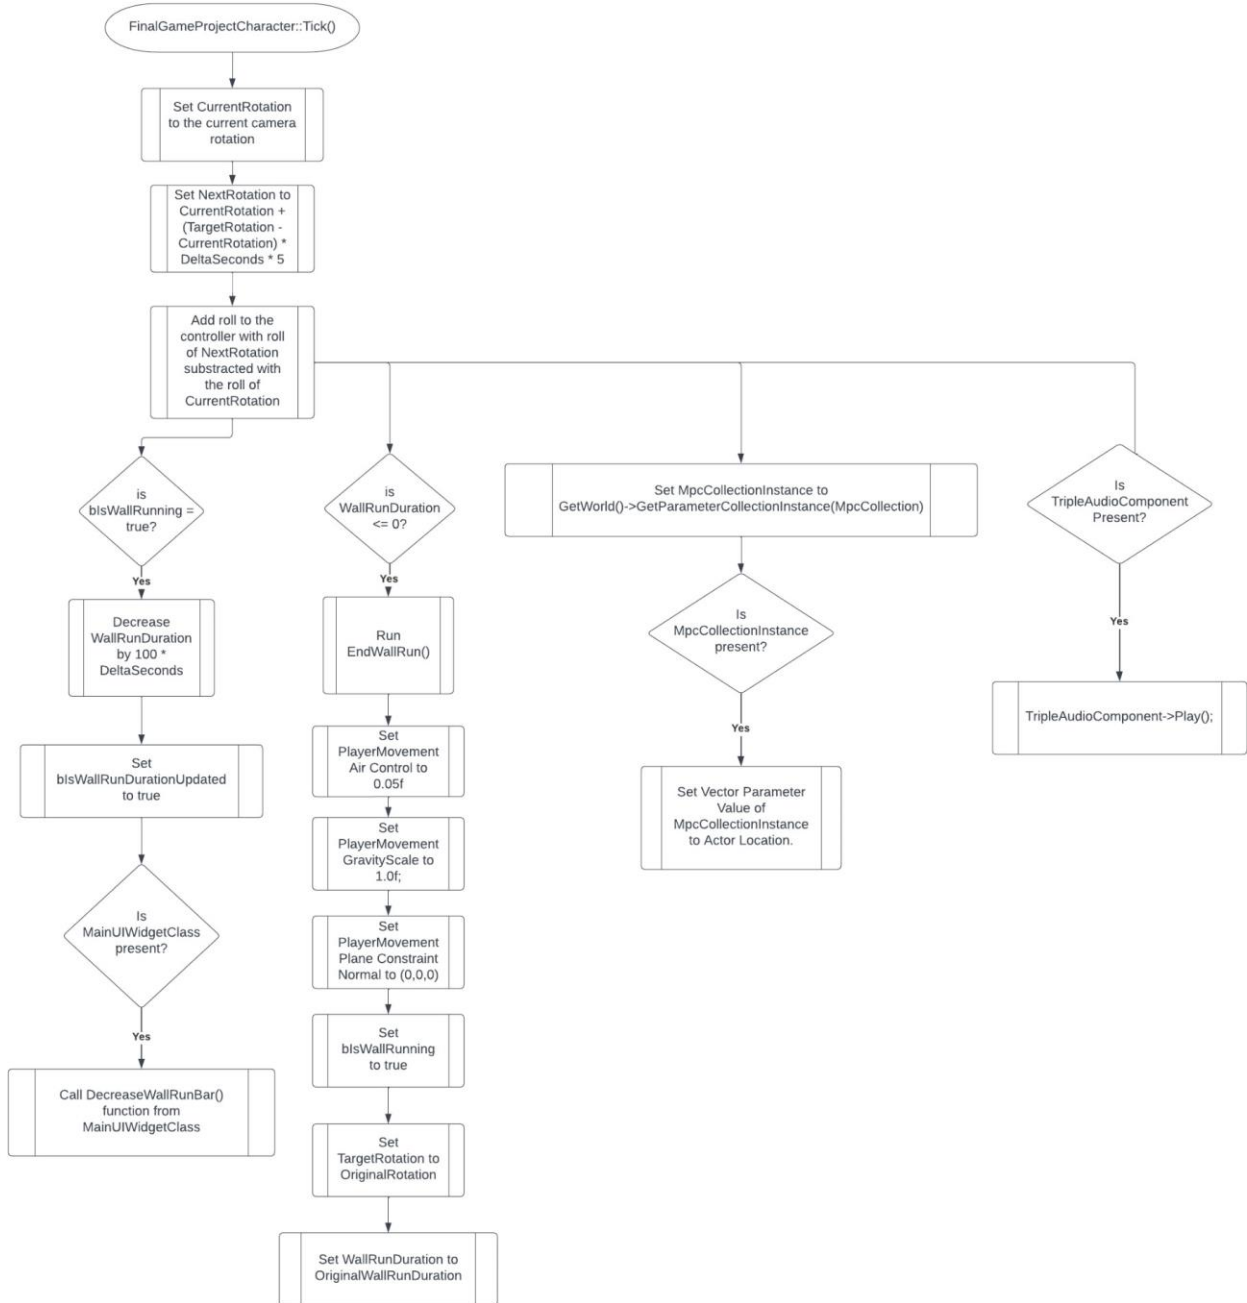 FinalGameProjectCharacter::Tick()
Set CurrentRotation
to the current camera
rotation
Set NextRotation to
CurrentRotation +
(TargetRotation -
CurrentRotation) *
DeltaSeconds * 5
Add roll to the
controller with roll
of NextRotation
substracted with
the roll of
CurrentRotation
is
bIsWallRunning =
true?
Yes
Decrease
WallRunDuration
by 100 *
DeltaSeconds
Set
bIsWallRunDurationUpdated
to true
Is
MainUIWidgetClass
present?
Yes
Call DecreaseWallRunBar()
function from
MainUIWidgetClass
is
WallRunDuration
<= 0?
Yes
Run
EndWallRun()
Set
PlayerMovement
Air Control to
0.05f
Set
PlayerMovement
GravityScale to
1.0f;
Set
PlayerMovement
Plane Constraint
Normal to (0,0,0)
Set
bIsWallRunning
to true
Set
TargetRotation to
OriginalRotation
Set WallRunDuration to
OriginalWallRunDuration
Set MpcCollectionInstance to
GetWorld()->GetParameterCollectionInstance(MpcCollection)
Is
MpcCollectionInstance
present?
Yes
Set Vector Parameter
Value of
MpcCollectionInstance
to Actor Location.
Is
TripleAudioComponent
Present?
Yes
TripleAudioComponent->Play();